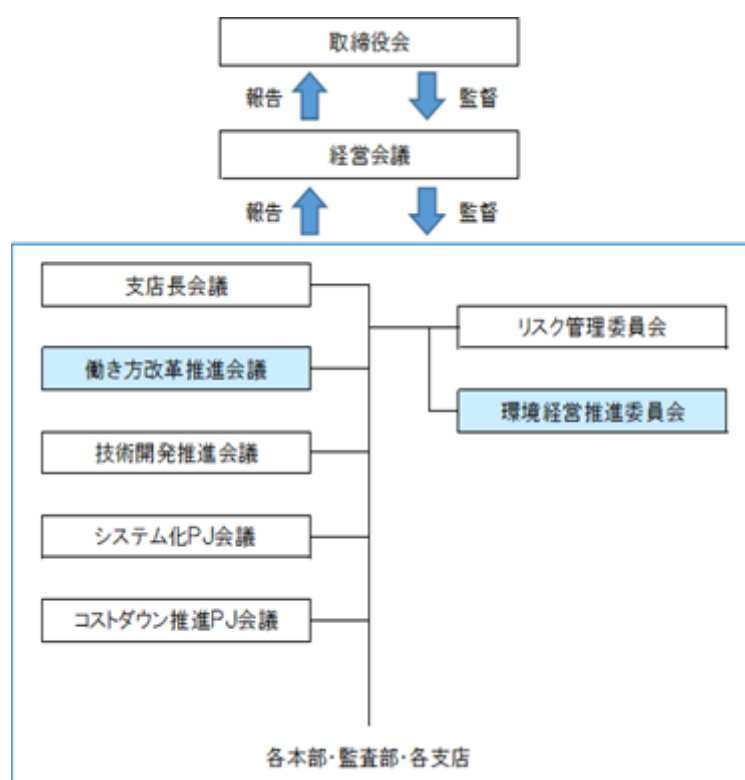 取締役会
報告
監督
経営会議
報告
監督
支店長会議
働き方改革推進会議
技術開発推進会議
システム化PJ会議
コストダウン推進PJ会議
リスク管理委員会
環境経営推進委員会
各本部・監査部・各支店